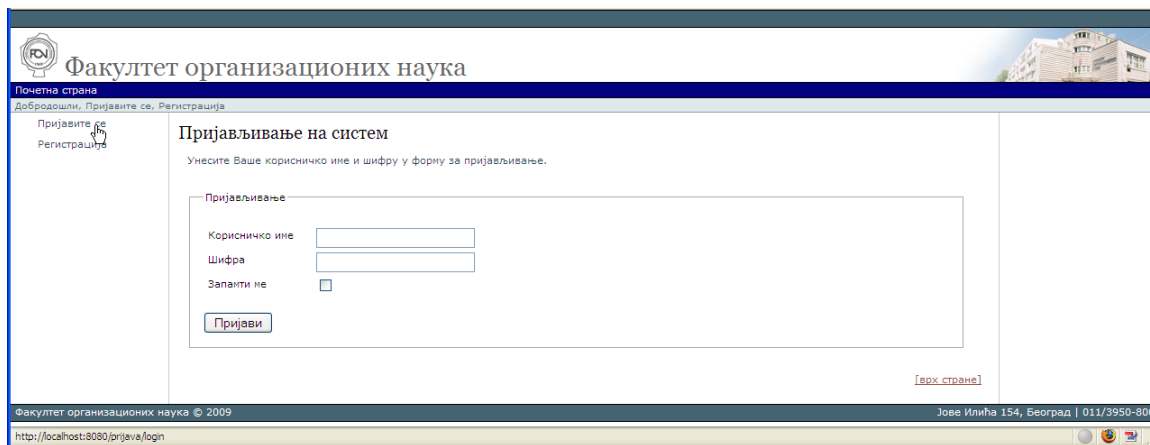 Факултет организационих наука
Почетна страна
Добродошли, Пријавите се, Регистрација
Пријавите се
Регистрација
Пријављивање на систем
Унесите Ваше корисничко име и шифру у форму за пријављивање.
Пријављивање
Корисничко име
Шифра
Запамти ме
Пријави
[врх стране]
Факултет организационих наука © 2009
Јове Илића 154, Београд | 011/3950-800
http://localhost:8080/prijava/login